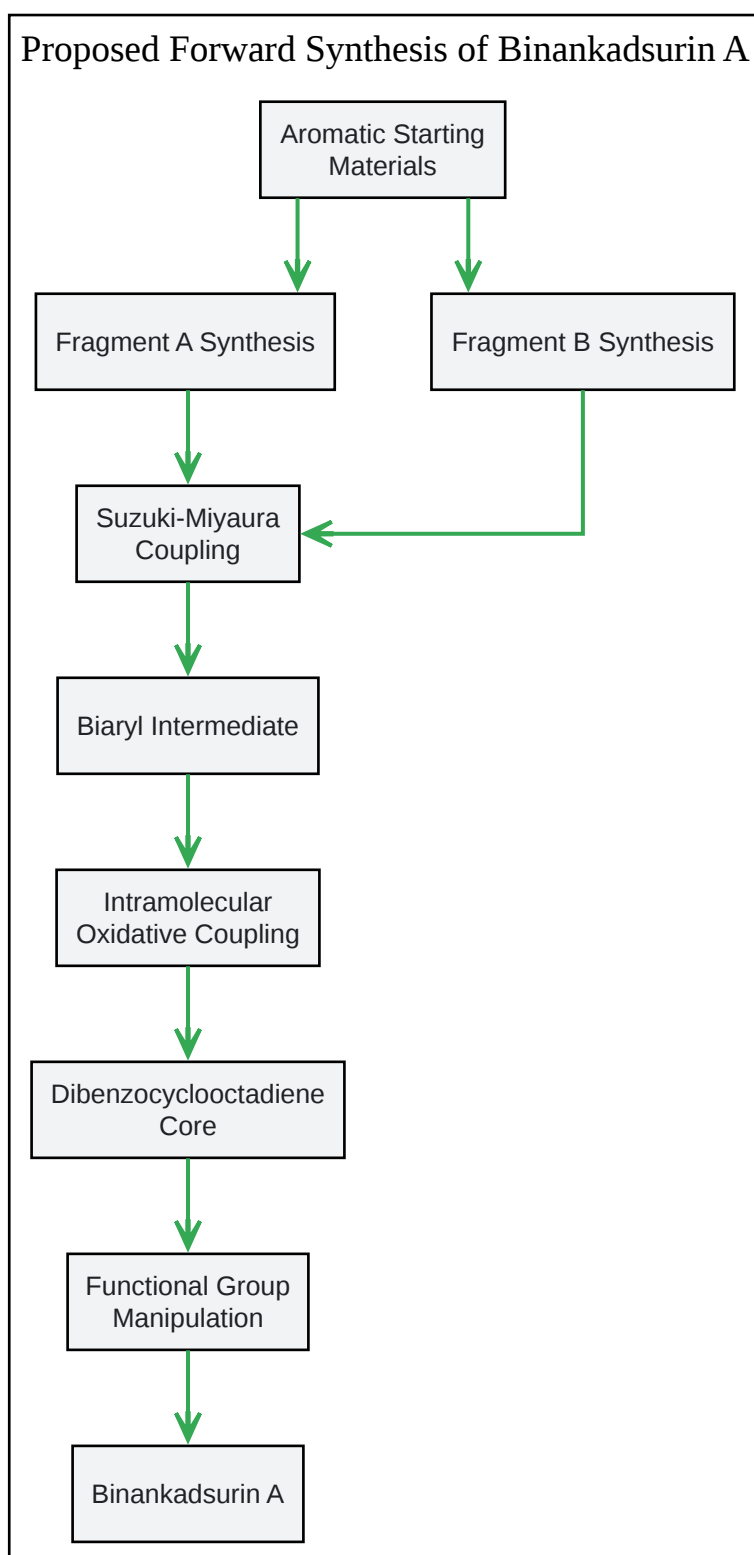 Proposed Forward Synthesis of Binankadsurin A
Aromatic Starting
Materials
Fragment A Synthesis
Fragment B Synthesis
Suzuki-Miyaura
Coupling
Biaryl Intermediate
Intramolecular
Oxidative Coupling
Dibenzocyclooctadiene
Core
Functional Group
Manipulation
Binankadsurin A